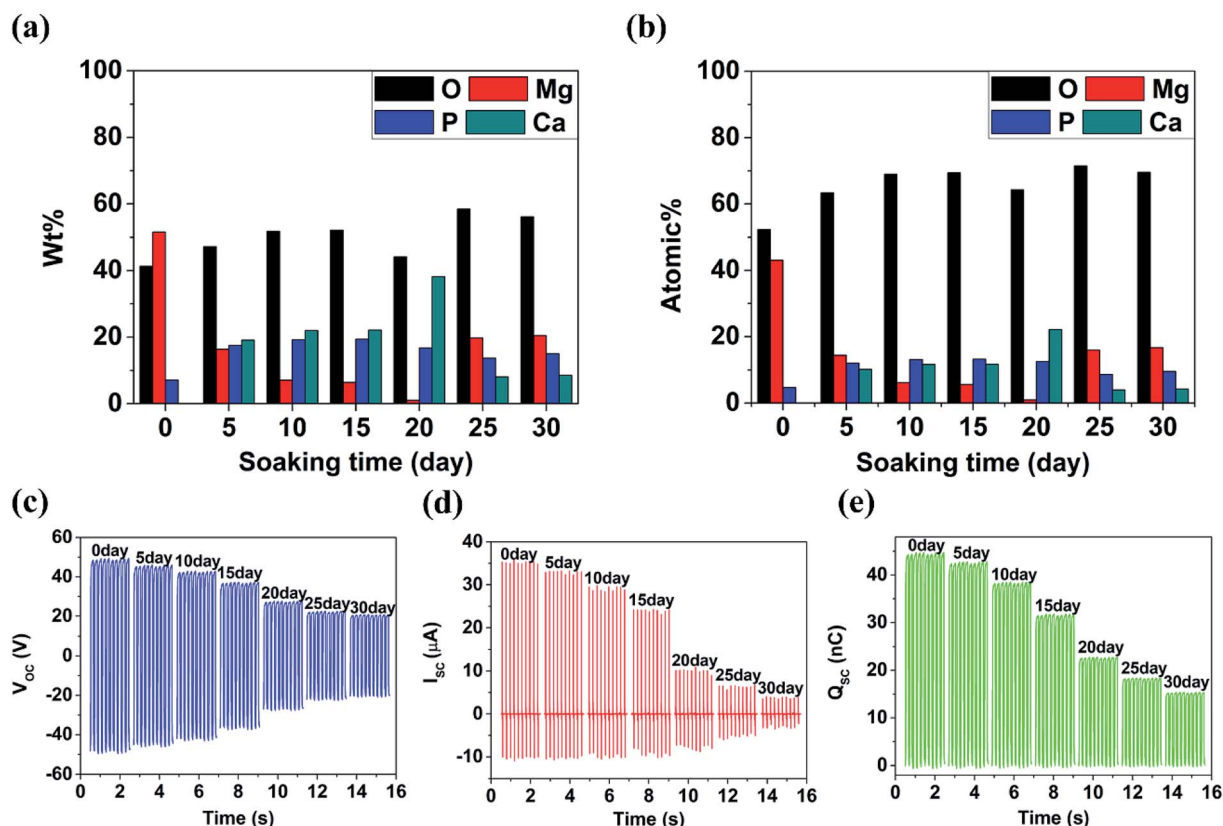 (a)
100
80
60
40
20
0
Wt%
O Mg
P Ca
0 5 10 15 20 25 30
Soaking time (day)
(b)
100
80
60
40
20
0
Atomic%
O Mg
P Ca
0 5 10 15 20 25 30
Soaking time (day)
(c)
60
40
20
0
-20
-40
-60
V_OC (V)
0day
5day
10day
15day
20day
25day
30day
0 2 4 6 8 10 12 14 16
Time (s)
(d)
40
30
20
10
0
-10
I_SC (μA)
0day
5day
10day
15day
20day
25day
30day
0 2 4 6 8 10 12 14 16
Time (s)
(e)
40
30
20
10
0
Q_SC (nC)
0day
5day
10day
15day
20day
25day
30day
0 2 4 6 8 10 12 14 16
Time (s)